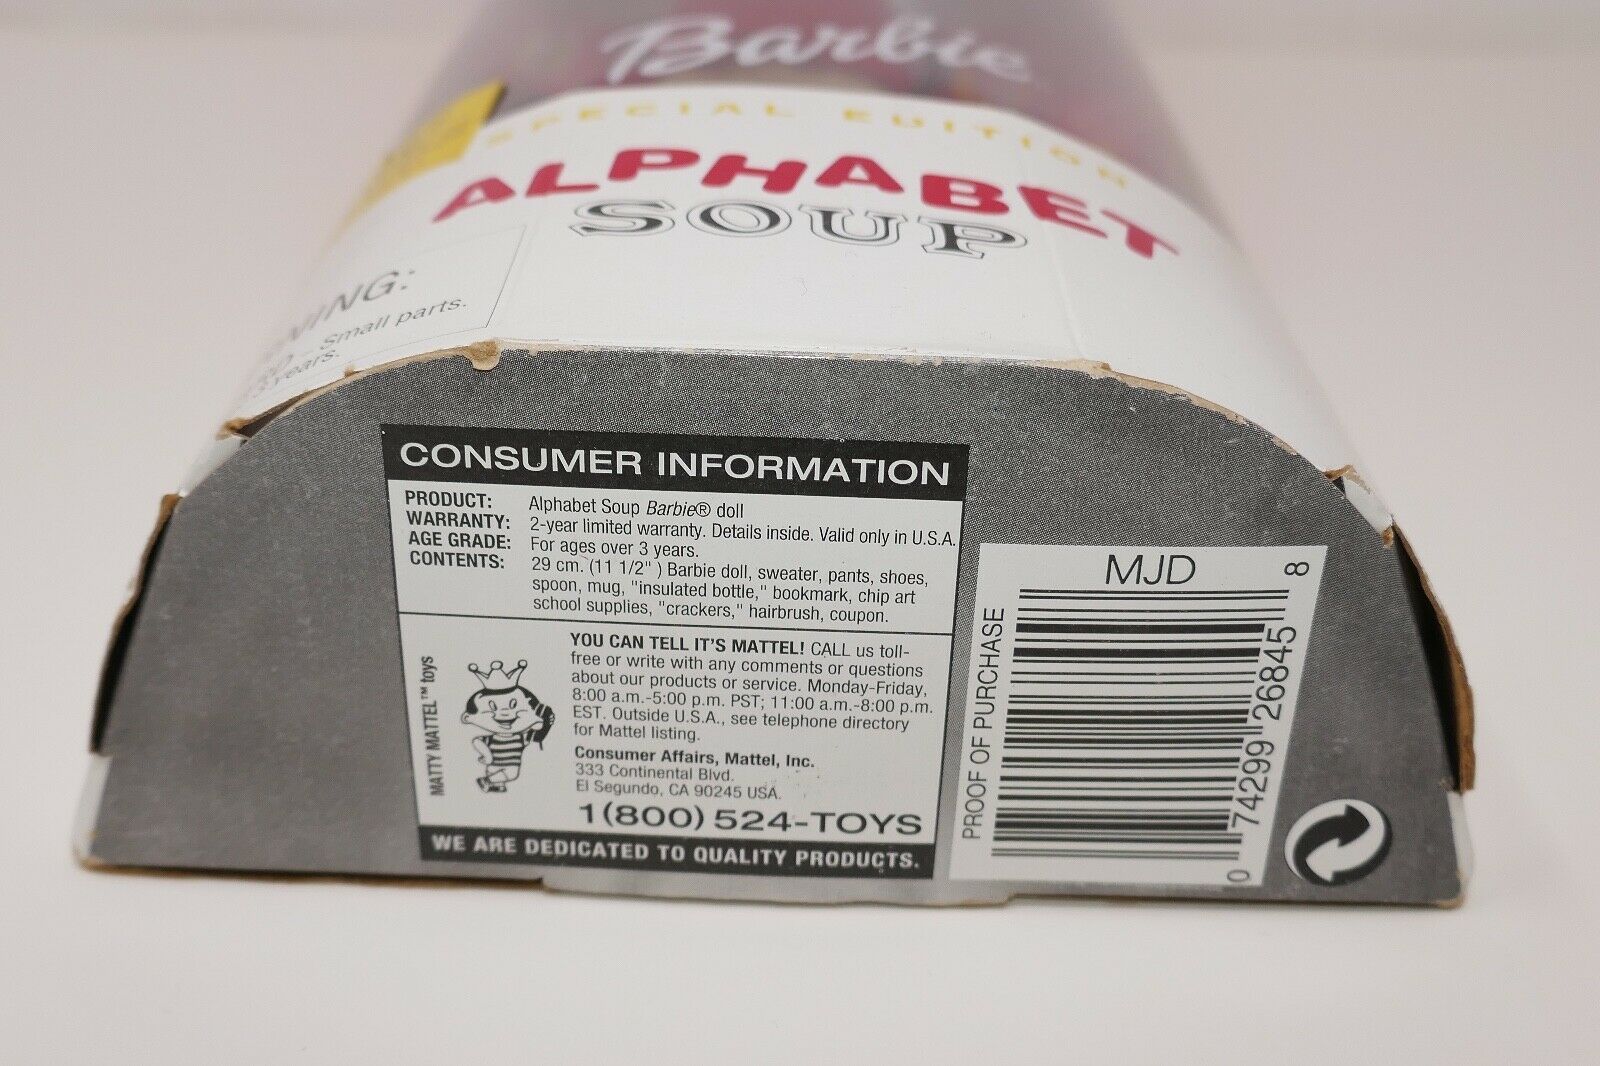 Barbie
SPECIAL EDITION
ALPHABET
SOUP
NING:
Small parts.
3 years.
CONSUMER INFORMATION
PRODUCT: Alphabet Soup Barbie® doll
WARRANTY: 2-year limited warranty. Details inside. Valid only in U.S.A.
AGE GRADE: For ages over 3 years.
CONTENTS: 29 cm. (11 1/2" ) Barbie doll, sweater, pants, shoes,
spoon, mug, "insulated bottle," bookmark, chip art
school supplies, "crackers," hairbrush, coupon.
MATTY MATTEL™ toys
YOU CAN TELL IT'S MATTEL! CALL us toll-
free or write with any comments or questions
about our products or service. Monday-Friday,
8:00 a.m.-5:00 p.m. PST; 11:00 a.m.-8:00 p.m.
EST. Outside U.S.A., see telephone directory
for Mattel listing.
Consumer Affairs, Mattel, Inc.
333 Continental Blvd.
El Segundo, CA 90245 USA.
1(800) 524-TOYS
WE ARE DEDICATED TO QUALITY PRODUCTS.
MJD
PROOF OF PURCHASE
0 74299 26845 8